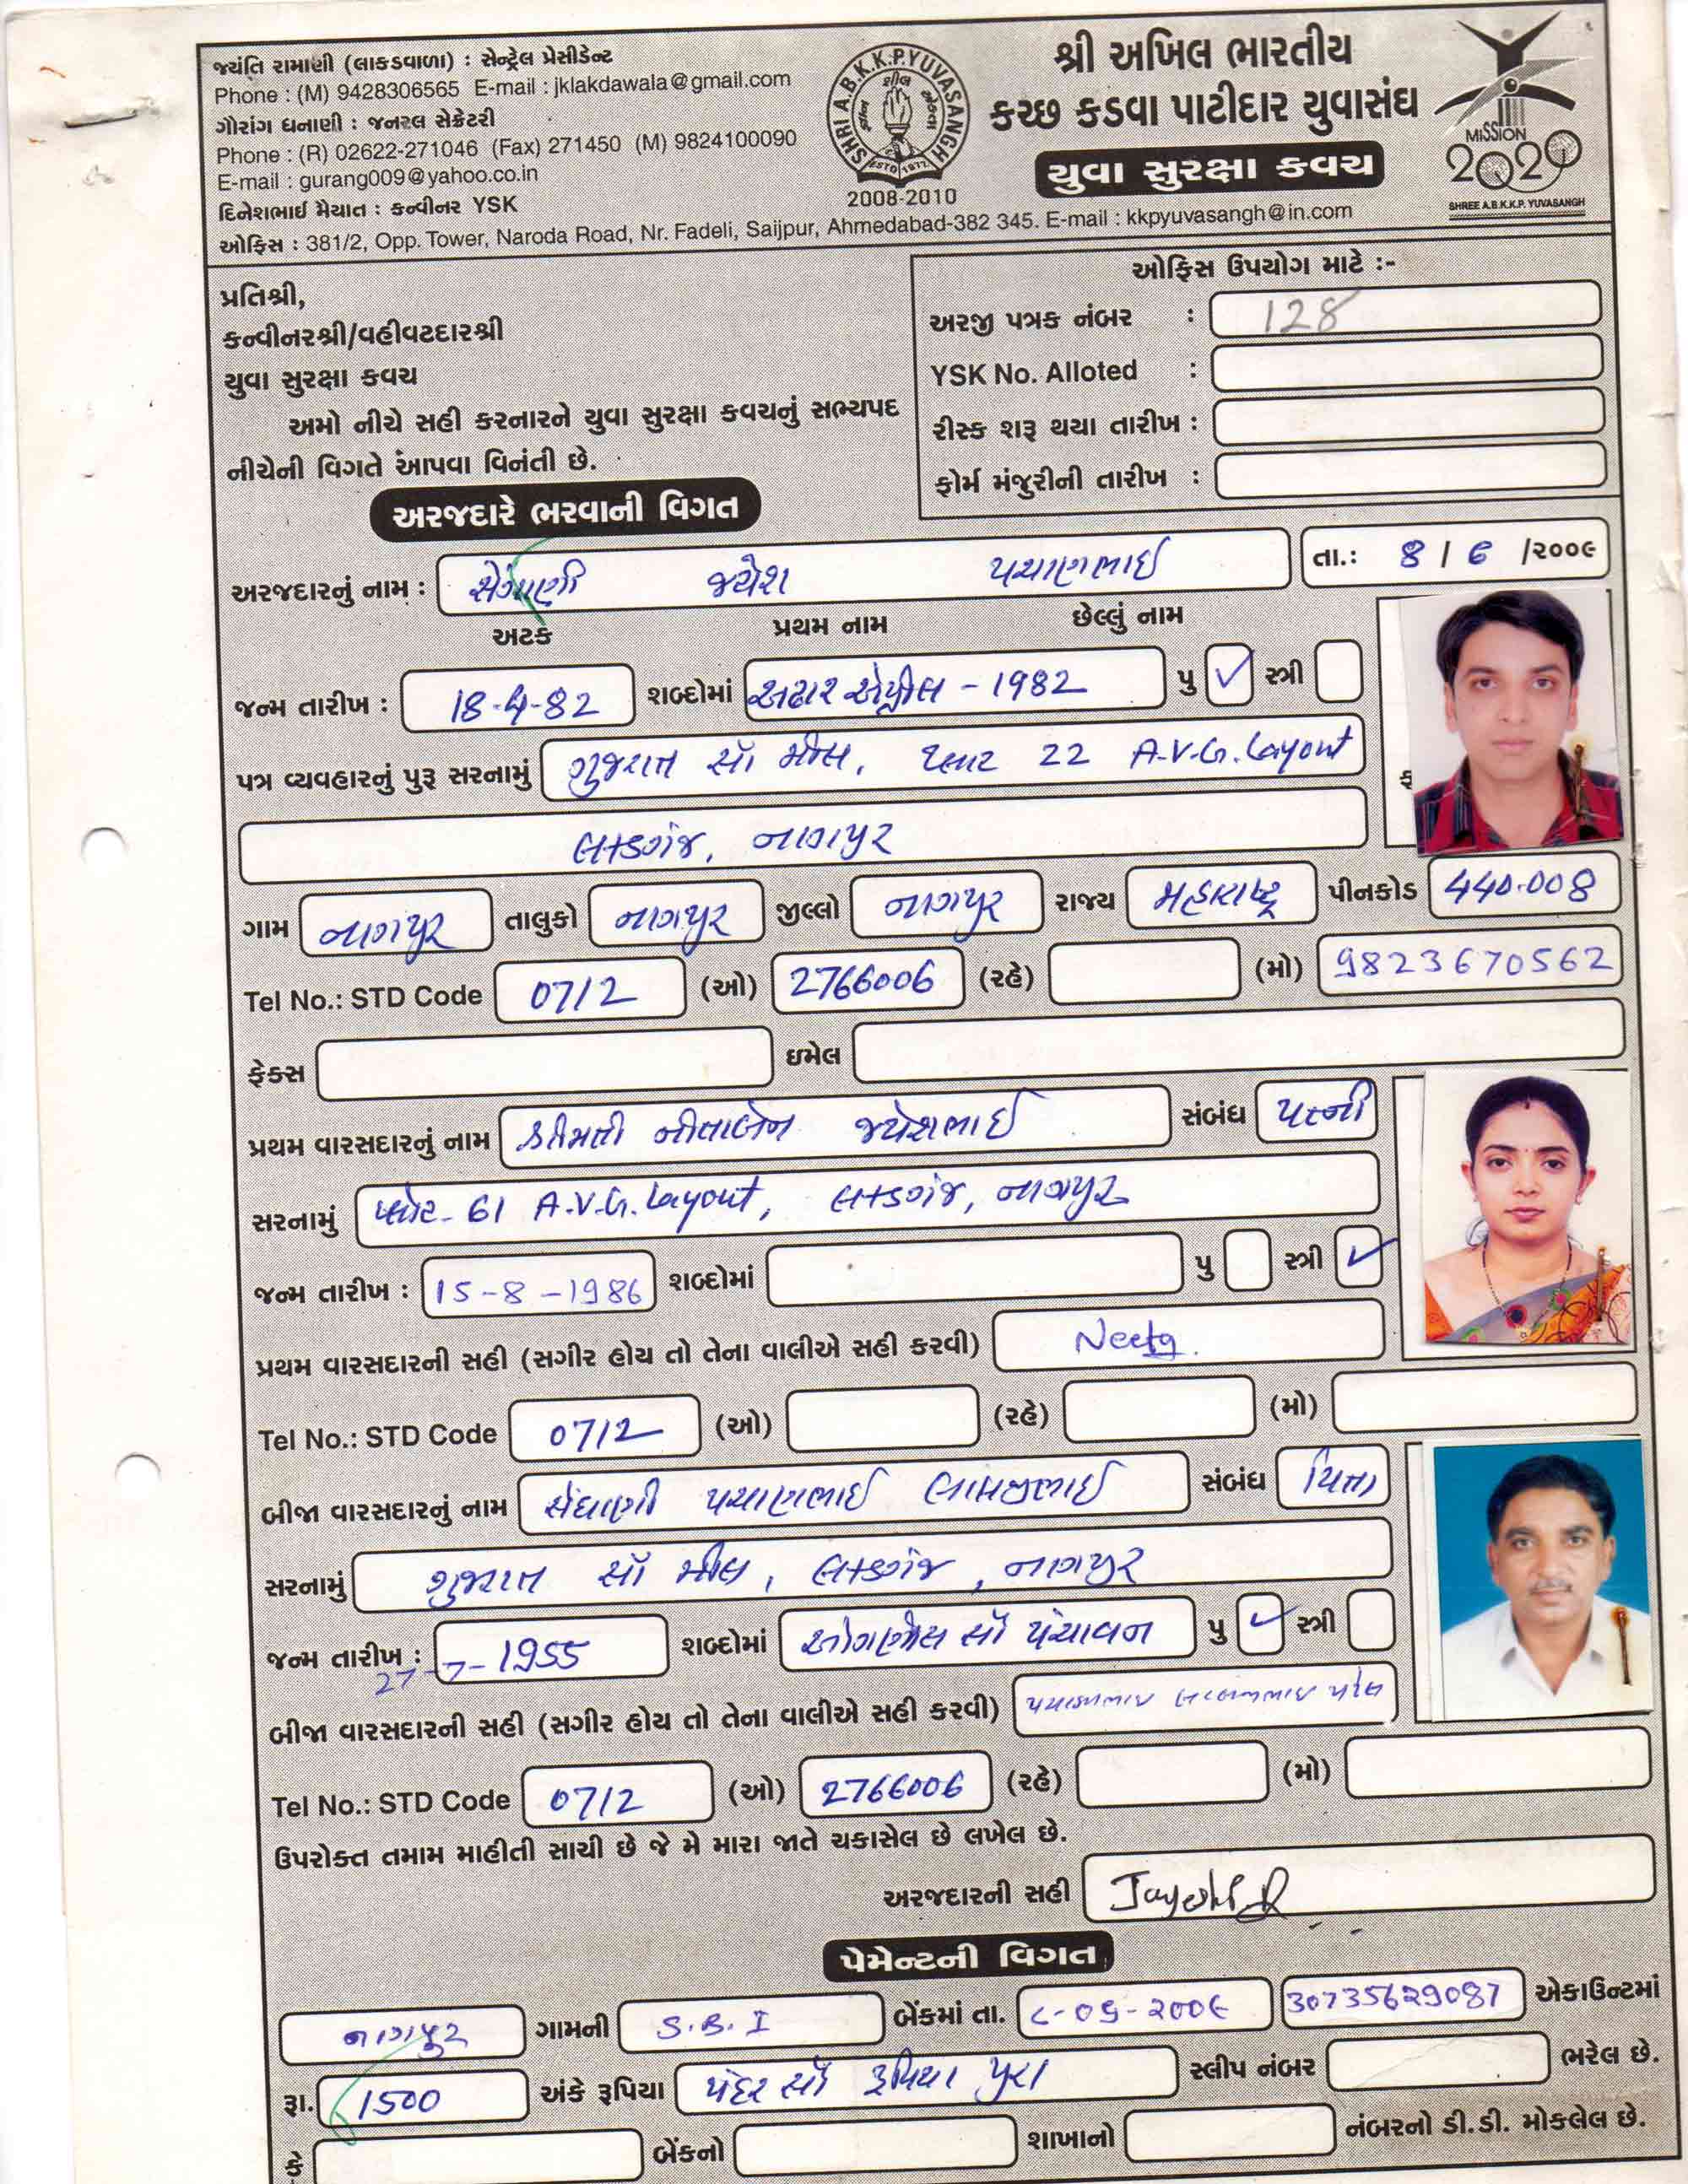 જયંતિ રામાણી (લાકડાવાળા) : સેન્ટ્રલ પ્રેસીડેન્ટ
Phone : (M) 9428306565 E-mail : jklakdawala@gmail.com
ગૌરાંગ ધનાણી : જનરલ સેક્રેટરી
Phone : (R) 02622-271046 (Fax) 271450 (M) 9824100090
E-mail : gurang009@yahoo.co.in
દિનેશભાઈ મૈયાત : કન્વીનર YSK
ઓફિસ : 381/2, Opp. Tower, Naroda Road, Nr. Fadeli, Saijpur, Ahmedabad-382 345. E-mail : kkpyuvasangh@in.com
SHRI A.B.K.K.P. YUVASANGH
ESTD 1977
2008-2010
શ્રી અખિલ ભારતીય
કચ્છ કડવા પાટીદાર યુવાસંઘ
યુવા સુરક્ષા કવચ
MISSION
2020
SHREE A.B.K.K.P. YUVASANGH
પ્રતિશ્રી,
કન્વીનરશ્રી/વહીવટદારશ્રી
યુવા સુરક્ષા કવચ
અમો નીચે સહી કરનારને યુવા સુરક્ષા કવચનું સભ્યપદ
નીચેની વિગતે આપવા વિનંતી છે.
ઓફિસ ઉપયોગ માટે :-
અરજી પત્રક નંબર : 128
YSK No. Alloted :
રીસ્ક શરૂ થયા તારીખ :
ફોર્મ મંજુરીની તારીખ :
અરજદારે ભરવાની વિગત
અરજદારનું નામ : જયેશ પચાણભાઈ તા.: 8 / 6 /૨૦૦૯
અટક પ્રથમ નામ છેલ્લું નામ
જન્મ તારીખ : 18-4-82 શબ્દોમાં અઢાર એપ્રીલ - 1982 પુ ✓ સ્ત્રી
પત્ર વ્યવહારનું પુરૂ સરનામું ગુજરાત સૉ મીલ, પ્લાટ 22 A.V.G. Layout
લકડગંજ, નાગપુર
ગામ નાગપુર તાલુકો નાગપુર જીલ્લો નાગપુર રાજ્ય મહારાષ્ટ્ર પીનકોડ 440.008
Tel No.: STD Code 0712 (ઓ) 2766006 (રહે) (મો) 9823670562
ફેક્સ ઇમેલ
પ્રથમ વારસદારનું નામ શ્રીમતી નીતાબેન જયેશભાઈ સંબંધ પત્ની
સરનામું પ્લોટ- 61 A.V.G. Layout, લકડગંજ, નાગપુર
જન્મ તારીખ : 15-8-1986 શબ્દોમાં પુ સ્ત્રી ✓
પ્રથમ વારસદારની સહી (સગીર હોય તો તેના વાલીએ સહી કરવી) Neeta
Tel No.: STD Code 0712 (ઓ) (રહે) (મો)
બીજા વારસદારનું નામ સેંઘાણી પચાણભાઈ લાલજીભાઈ સંબંધ પિતા
સરનામું ગુજરાત સૉ મીલ, લકડગંજ, નાગપુર
જન્મ તારીખ : 27-7-1955 શબ્દોમાં ઓગણીસ સૉ પંચાવન પુ ✓ સ્ત્રી
બીજા વારસદારની સહી (સગીર હોય તો તેના વાલીએ સહી કરવી) પચાણભાઇ લાલજીભાઇ પટેલ
Tel No.: STD Code 0712 (ઓ) 2766006 (રહે) (મો)
ઉપરોક્ત તમામ માહીતી સાચી છે જે મે મારા જાતે ચકાસેલ છે લખેલ છે.
અરજદારની સહી
પેમેન્ટની વિગત
નાગપુર ગામની S.B.I બેંકમાં તા. ૮-૦૬-૨૦૦૯ 30735629087 એકાઉન્ટમાં
રૂા. 1500 અંકે રૂપિયા પંદર સૉ રૂપિયા પુરા સ્લીપ નંબર ભરેલ છે.
કે બેંકનો શાખાનો નંબરનો ડી.ડી. મોકલેલ છે.